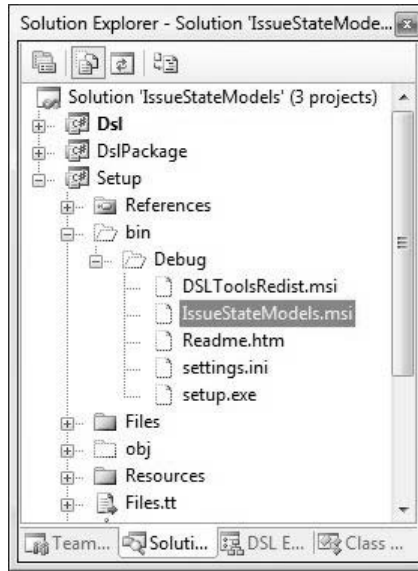 Solution Explorer - Solution 'IssueStateMode...
Solution 'IssueStateModels' (3 projects)
Dsl
DslPackage
Setup
References
bin
Debug
DSLToolsRedist.msi
IssueStateModels.msi
Readme.htm
settings.ini
setup.exe
Files
obj
Resources
Files.tt
Team... Soluti... DSL E... Class ...